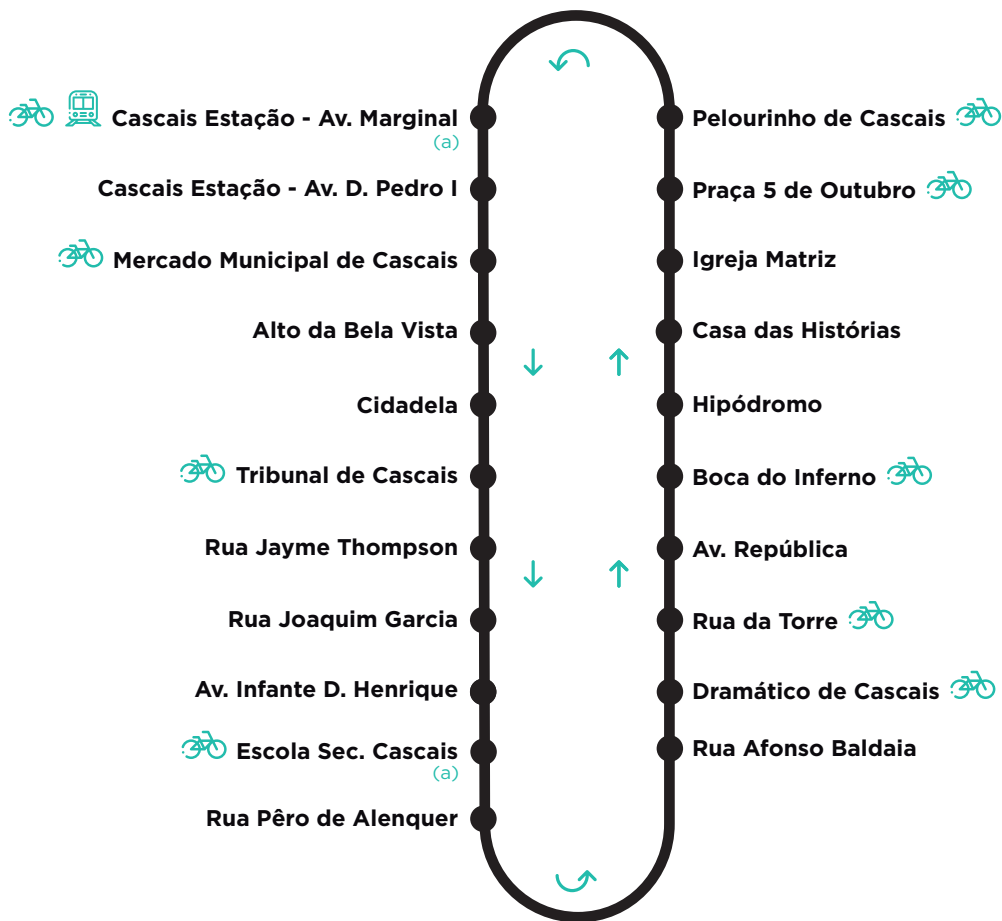 Cascais Estação - Av. Marginal
(a)
Cascais Estação - Av. D. Pedro I
Mercado Municipal de Cascais
Alto da Bela Vista
Cidadela
Tribunal de Cascais
Rua Jayme Thompson
Rua Joaquim Garcia
Av. Infante D. Henrique
Escola Sec. Cascais
(a)
Rua Pêro de Alenquer
Pelourinho de Cascais
Praça 5 de Outubro
Igreja Matriz
Casa das Histórias
Hipódromo
Boca do Inferno
Av. República
Rua da Torre
Dramático de Cascais
Rua Afonso Baldaia